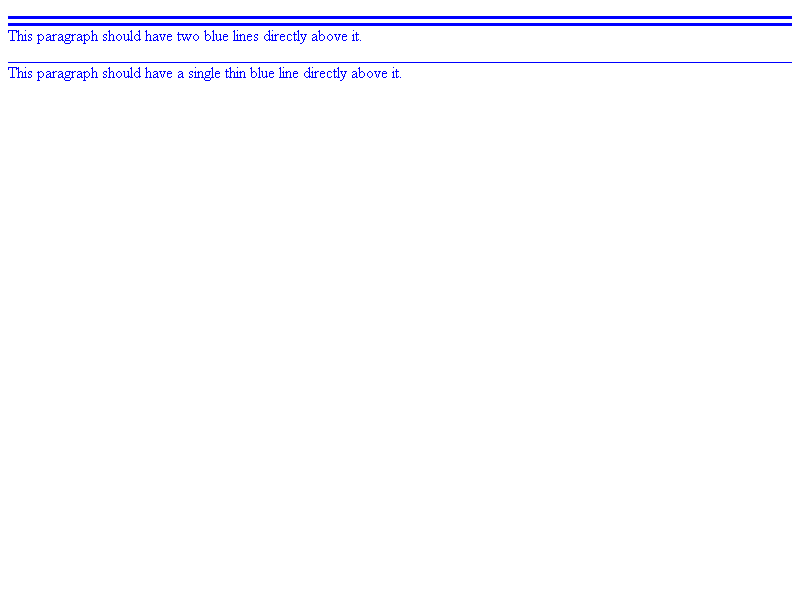 This paragraph should have two blue lines directly above it.
This paragraph should have a single thin blue line directly above it.